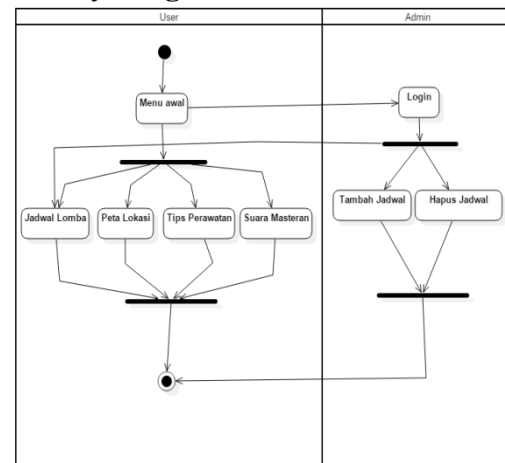 User
Admin
Menu awal
Login
Jadwal Lomba
Peta Lokasi
Tips Perawatan
Suara Masteran
Tambah Jadwal
Hapus Jadwal